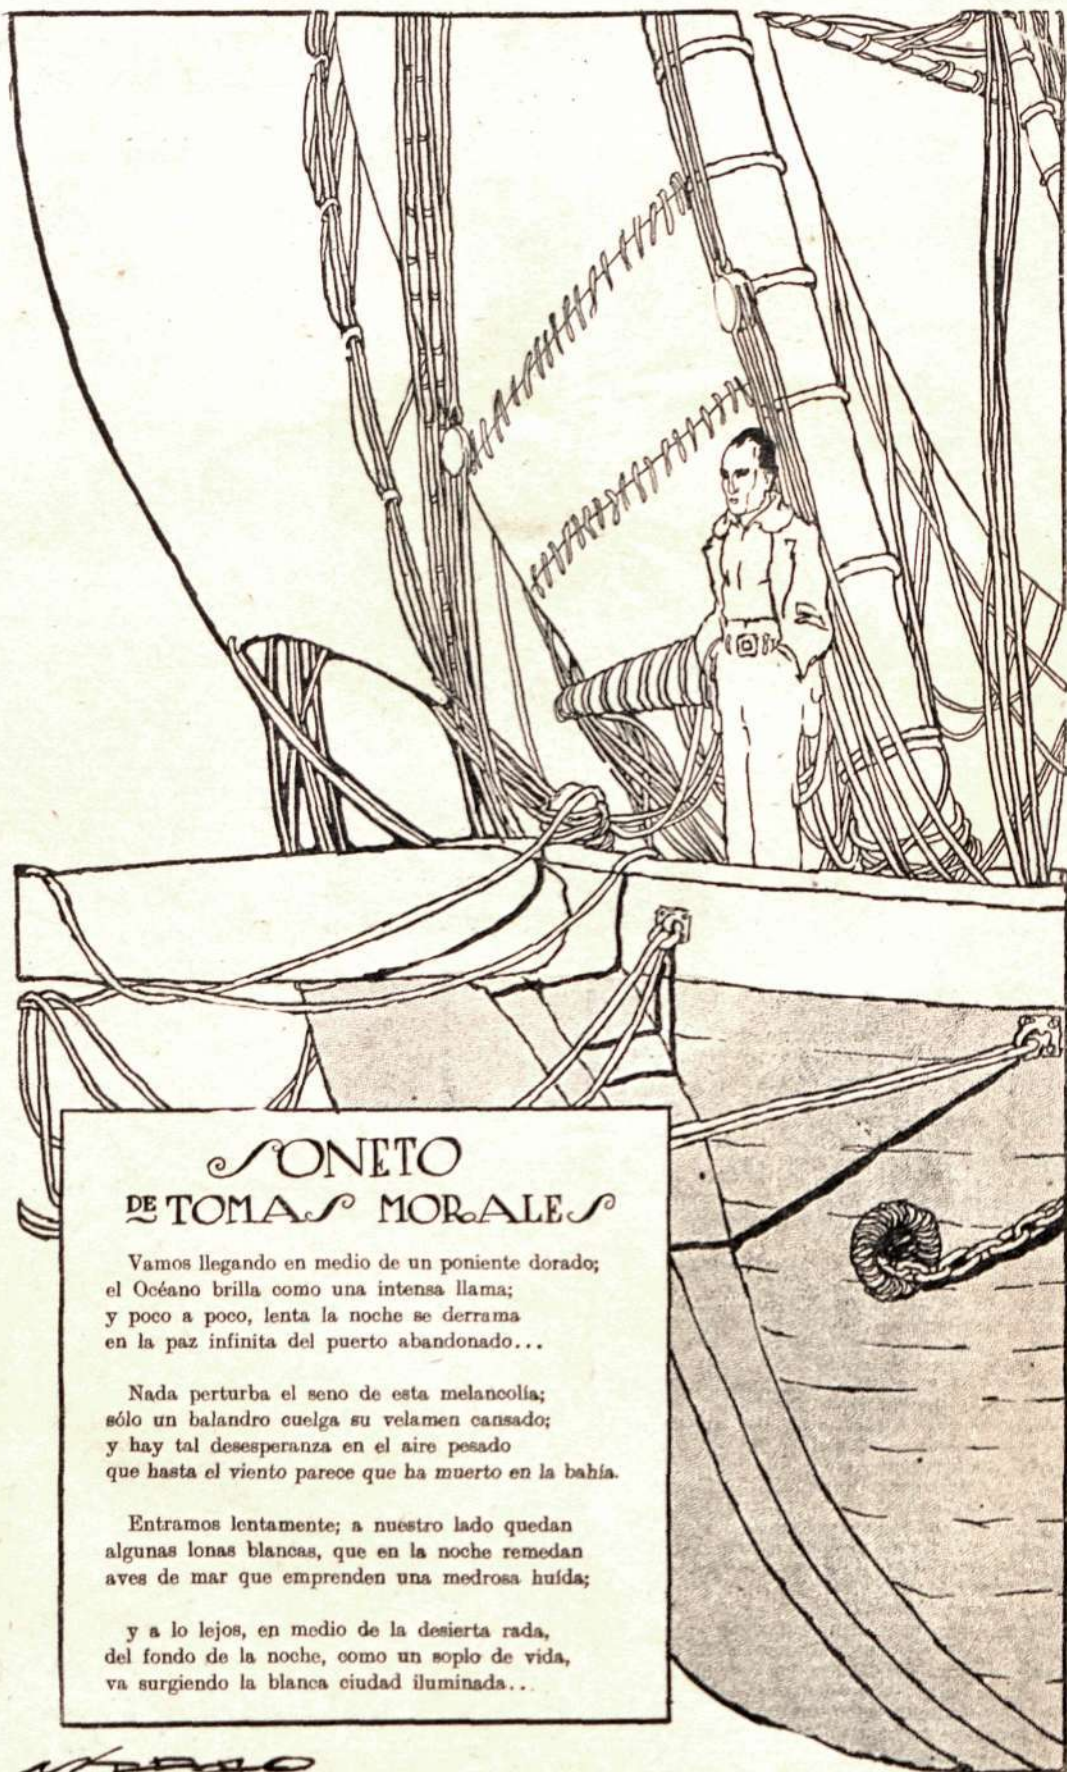 SONETO
DE TOMAS MORALES
Vamos llegando en medio de un poniente dorado;
el Océano brilla como una intensa llama;
y poco a poco, lenta la noche se derrama
en la paz infinita del puerto abandonado...
Nada perturba el seno de esta melancolía;
sólo un balandro cuelga su velamen cansado;
y hay tal desesperanza en el aire pesado
que hasta el viento parece que ha muerto en la bahía.
Entramos lentamente; a nuestro lado quedan
algunas lonas blancas, que en la noche remedan
aves de mar que emprenden una medrosa huída;
y a lo lejos, en medio de la desierta rada,
del fondo de la noche, como un soplo de vida,
va surgiendo la blanca ciudad iluminada...